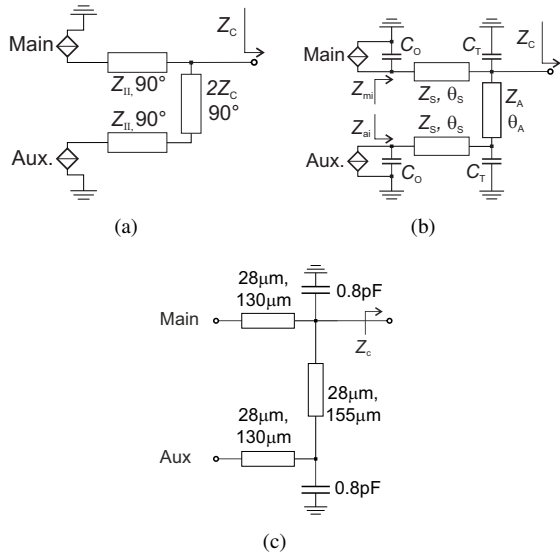 Z_C
Main
Z_II, 90°
2Z_C
90°
Z_II, 90°
Aux.
(a)
Main
C_O
C_T
Z_C
Z_mi
Z_S, θ_S
Z_A
θ_A
Z_ai
Z_S, θ_S
Aux.
C_O
C_T
(b)
28µm,
130µm
0.8pF
Main
Z_c
28µm,
155µm
28µm,
130µm
Aux
0.8pF
(c)